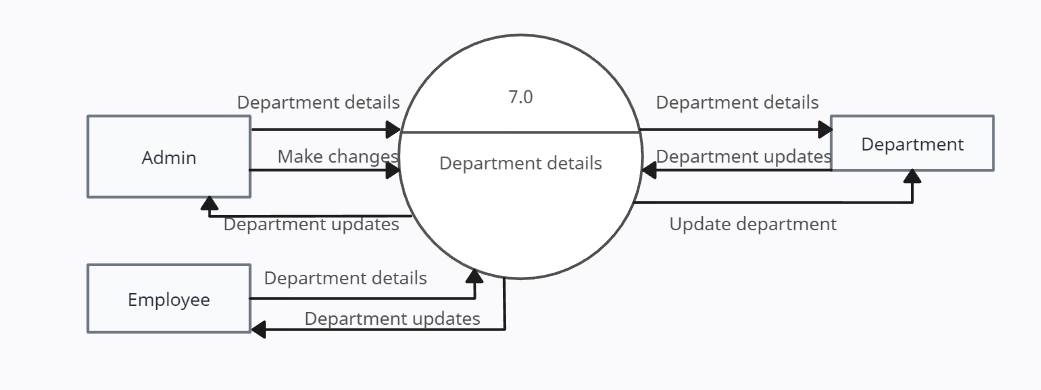 7.0
Department details
Department details
Admin
Make changes
Department details
Department updates
Department
Department updates
Update department
Department details
Employee
Department updates